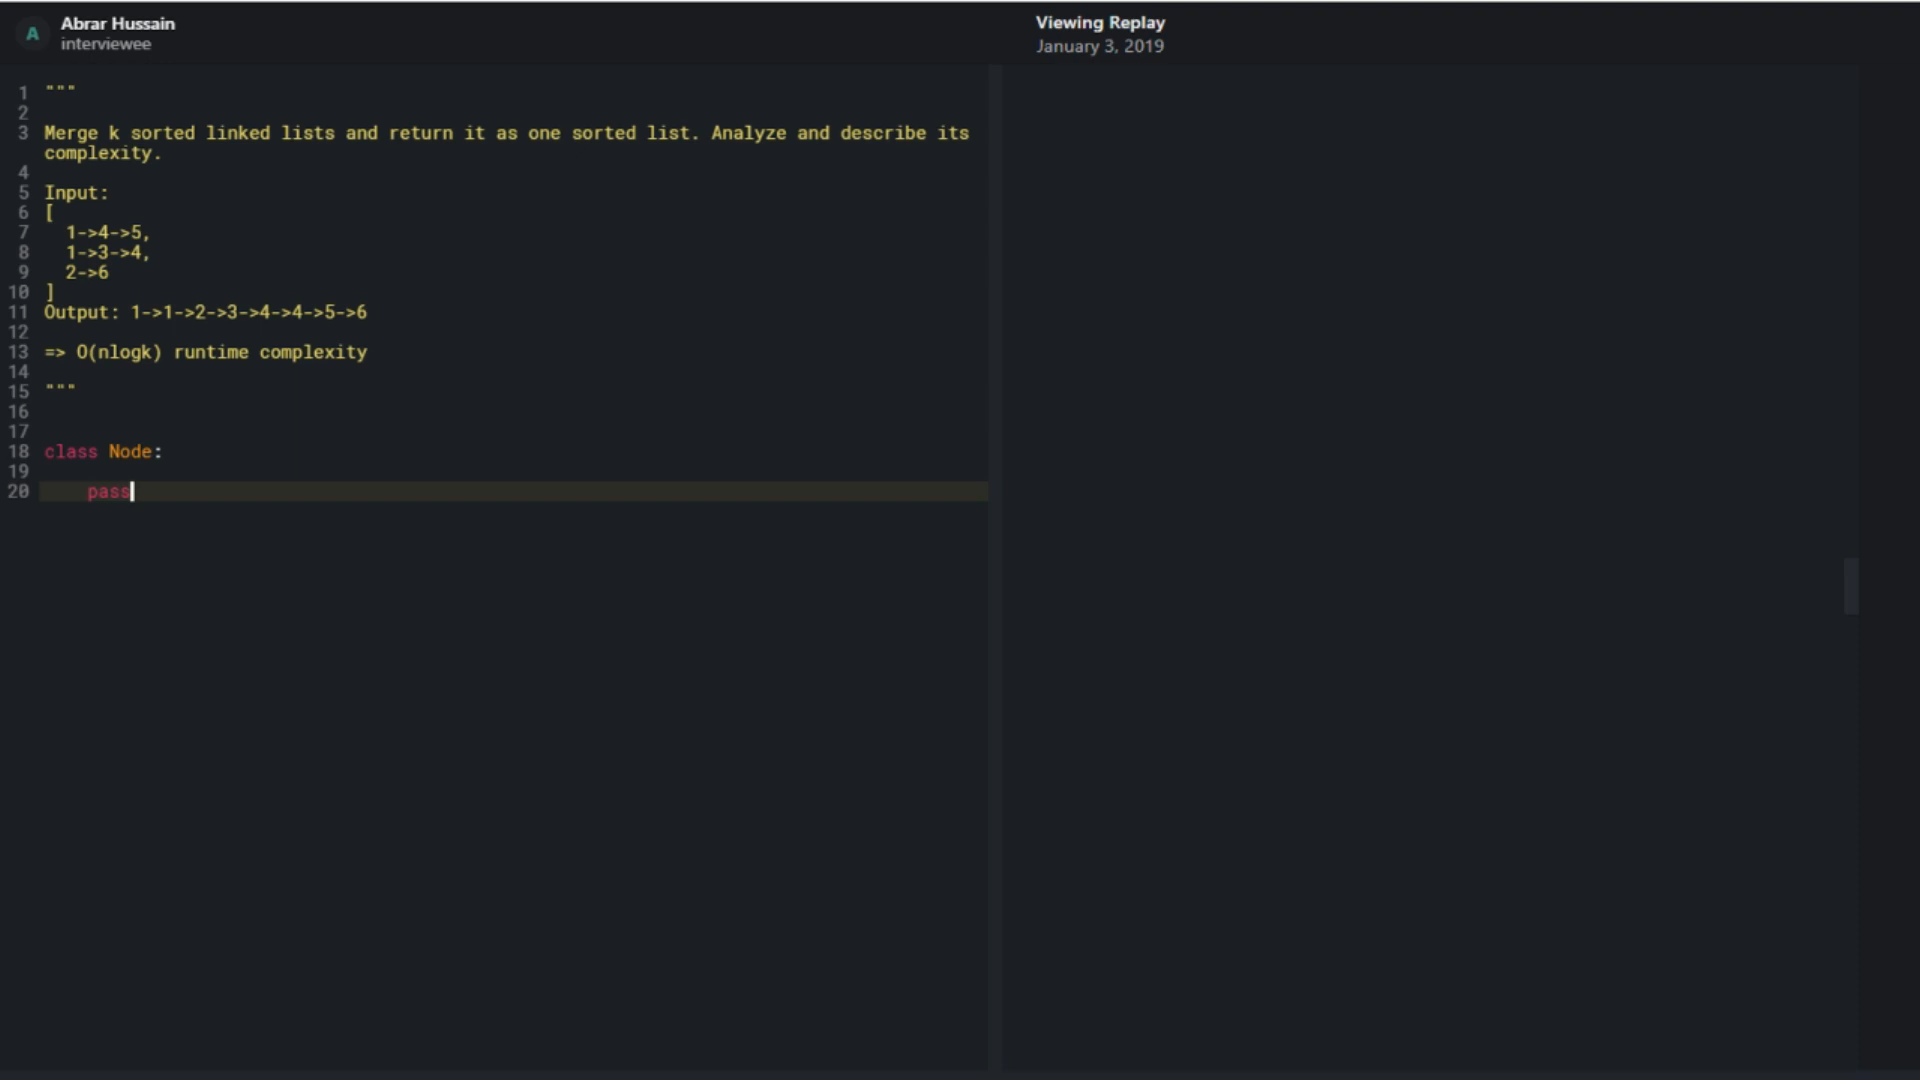 A
Abrar Hussain
interviewee
Viewing Replay
January 3, 2019
1 """
2
3 Merge k sorted linked lists and return it as one sorted list. Analyze and describe its
complexity.
4
5 Input:
6 [
7 1->4->5,
8 1->3->4,
9 2->6
10 ]
11 Output: 1->1->2->3->4->4->5->6
12
13 => O(nlogk) runtime complexity
14
15 """
16
17
18 class Node:
19
20 pass